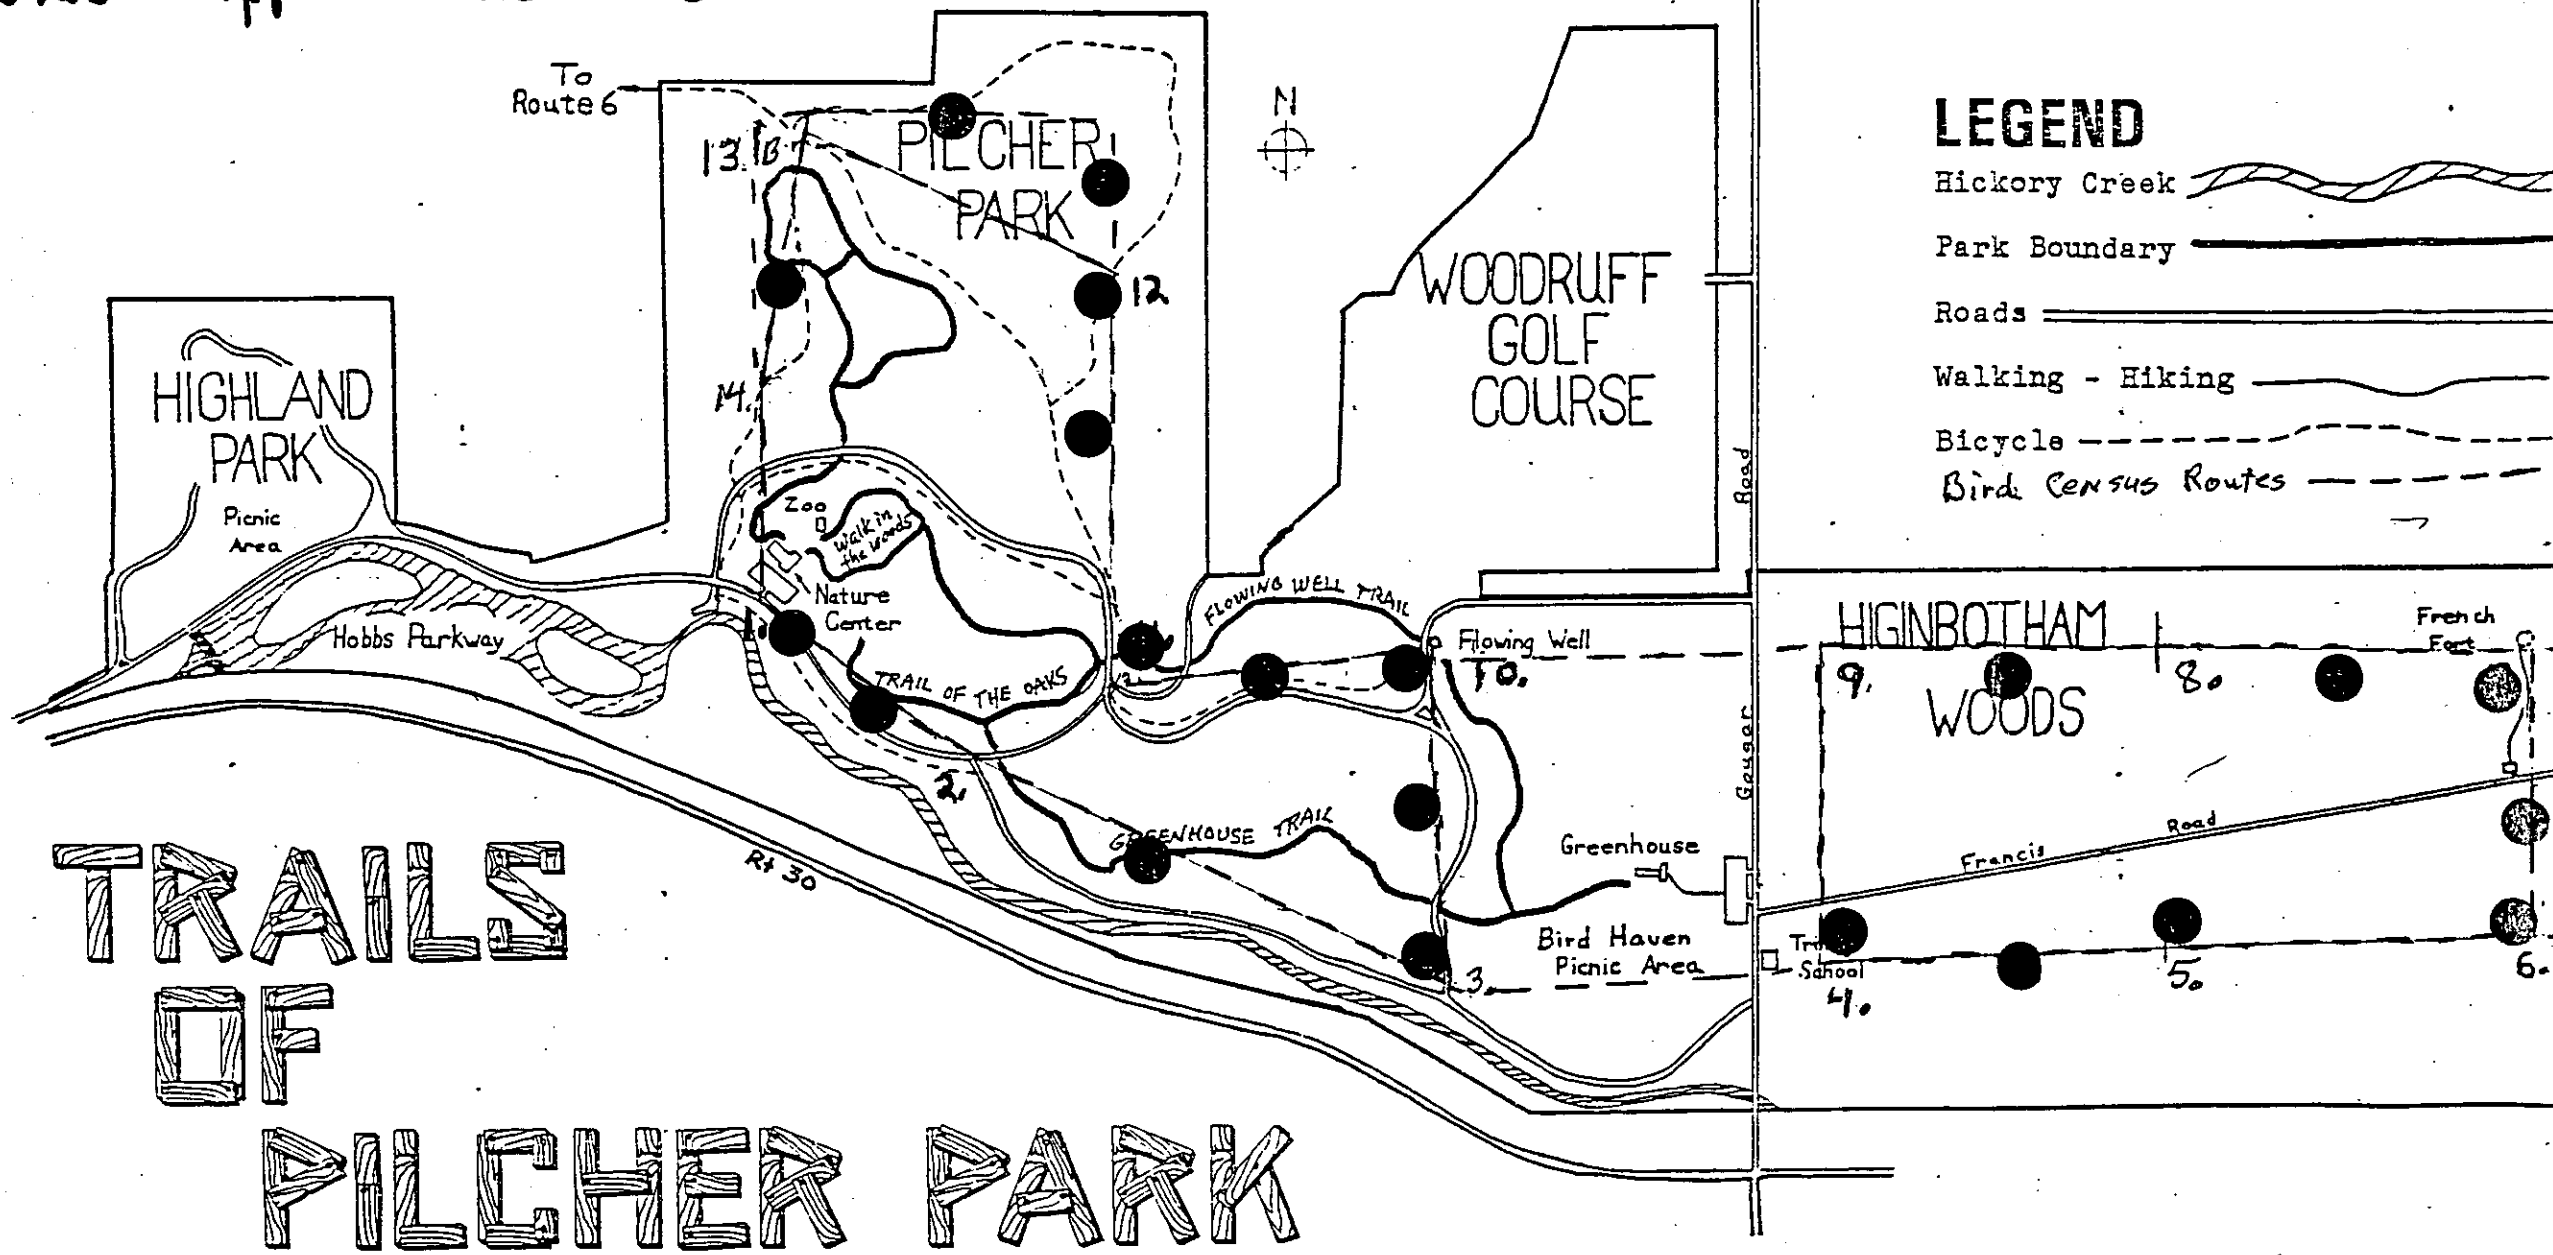 To
Route 6
N
PILCHER
PARK
13.
B
12
WOODRUFF
GOLF
COURSE
LEGEND
Hickory Creek
Park Boundary
Roads
Walking - Hiking
Bicycle
Bird Census Routes
HIGHLAND
PARK
Picnic
Area
14.
Zoo
Walk in
the woods
Nature
Center
Hobbs Parkway
TRAIL OF THE OAKS
FLOWING WELL TRAIL
Flowing Well
10.
Road
Gougar
HIGINBOTHAM
WOODS
9.
8.
French
Fort
2.
GREENHOUSE TRAIL
Greenhouse
Francis
Road
Rt 30
Bird Haven
Picnic Area
3.
School
4.
5.
6.
TRAILS
OF
PILCHER PARK